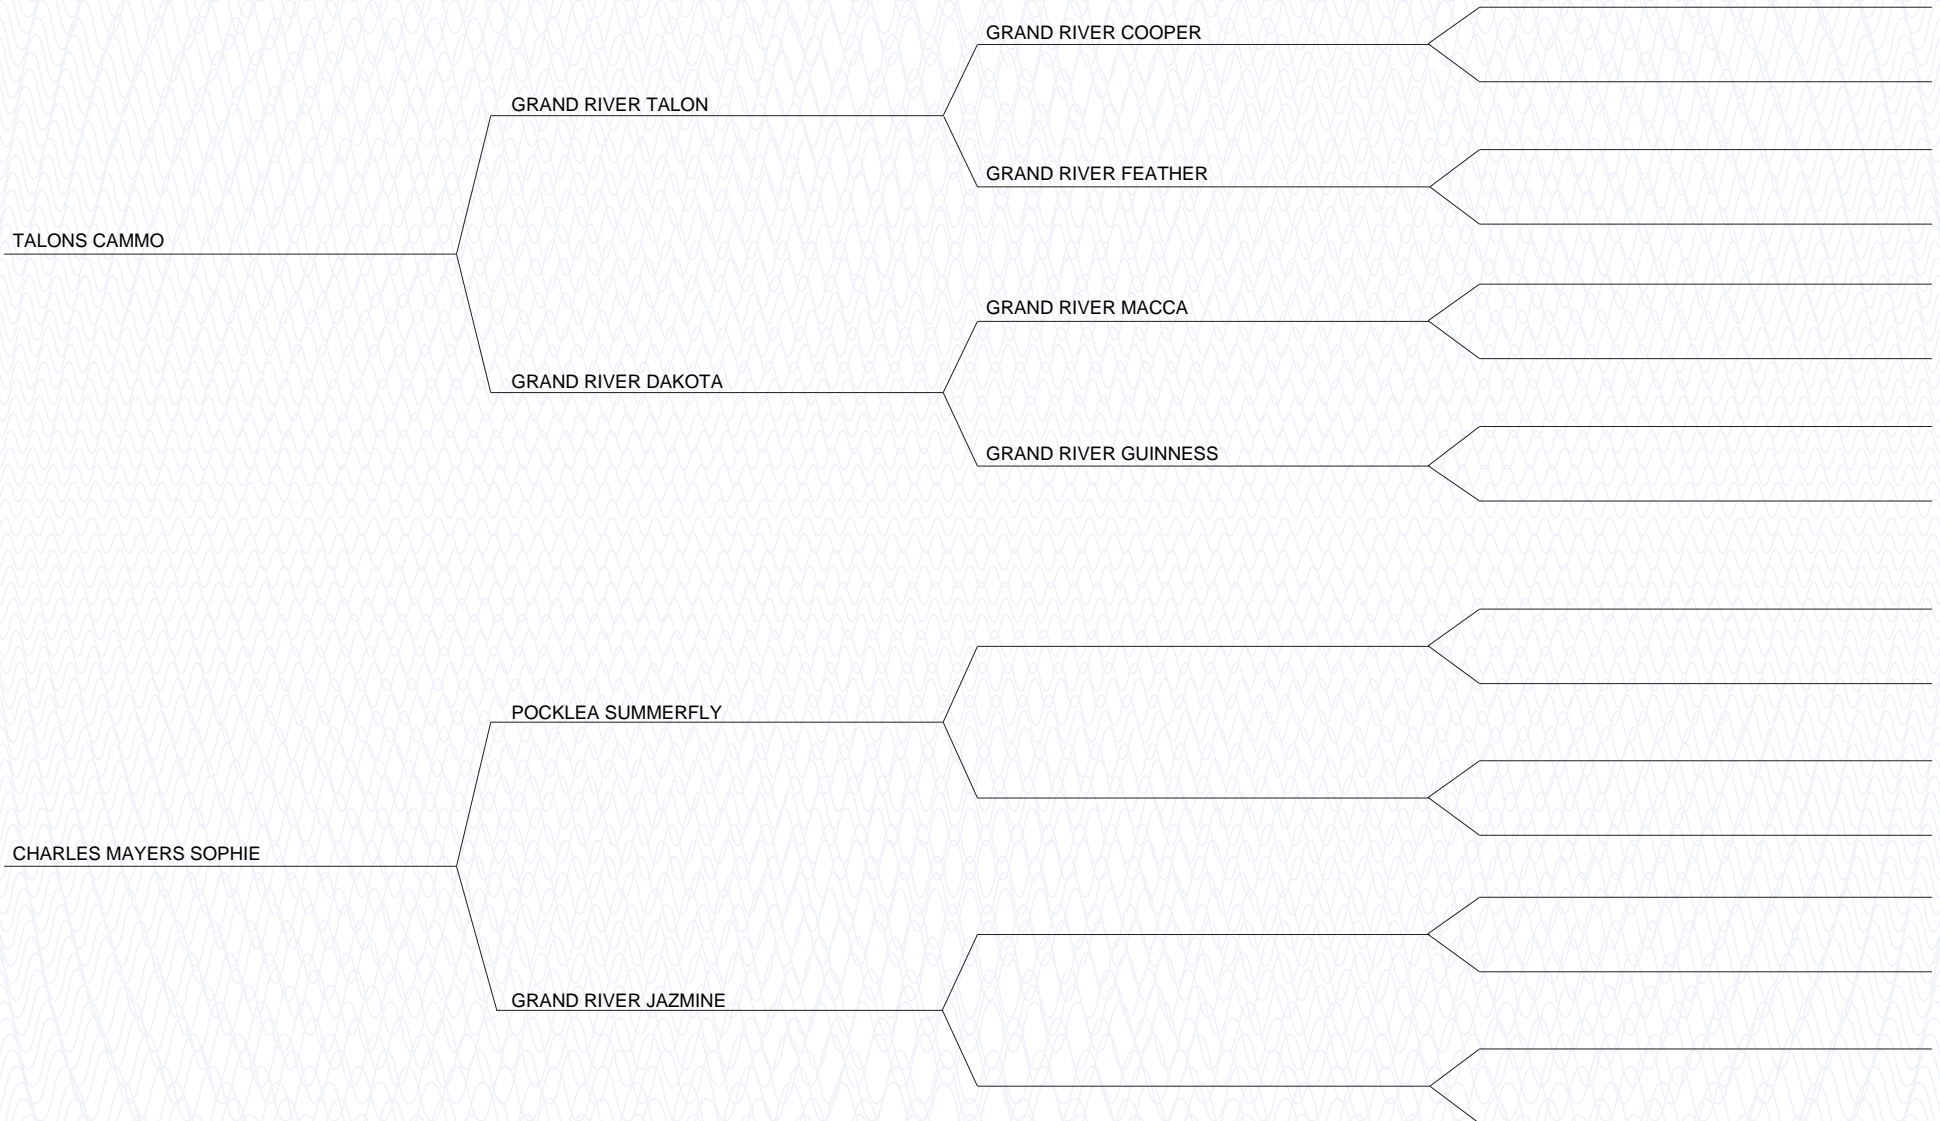 GRAND RIVER COOPER
GRAND RIVER TALON
GRAND RIVER FEATHER
TALONS CAMMO
GRAND RIVER MACCA
GRAND RIVER DAKOTA
GRAND RIVER GUINNESS
POCKLEA SUMMERFLY
CHARLES MAYERS SOPHIE
GRAND RIVER JAZMINE